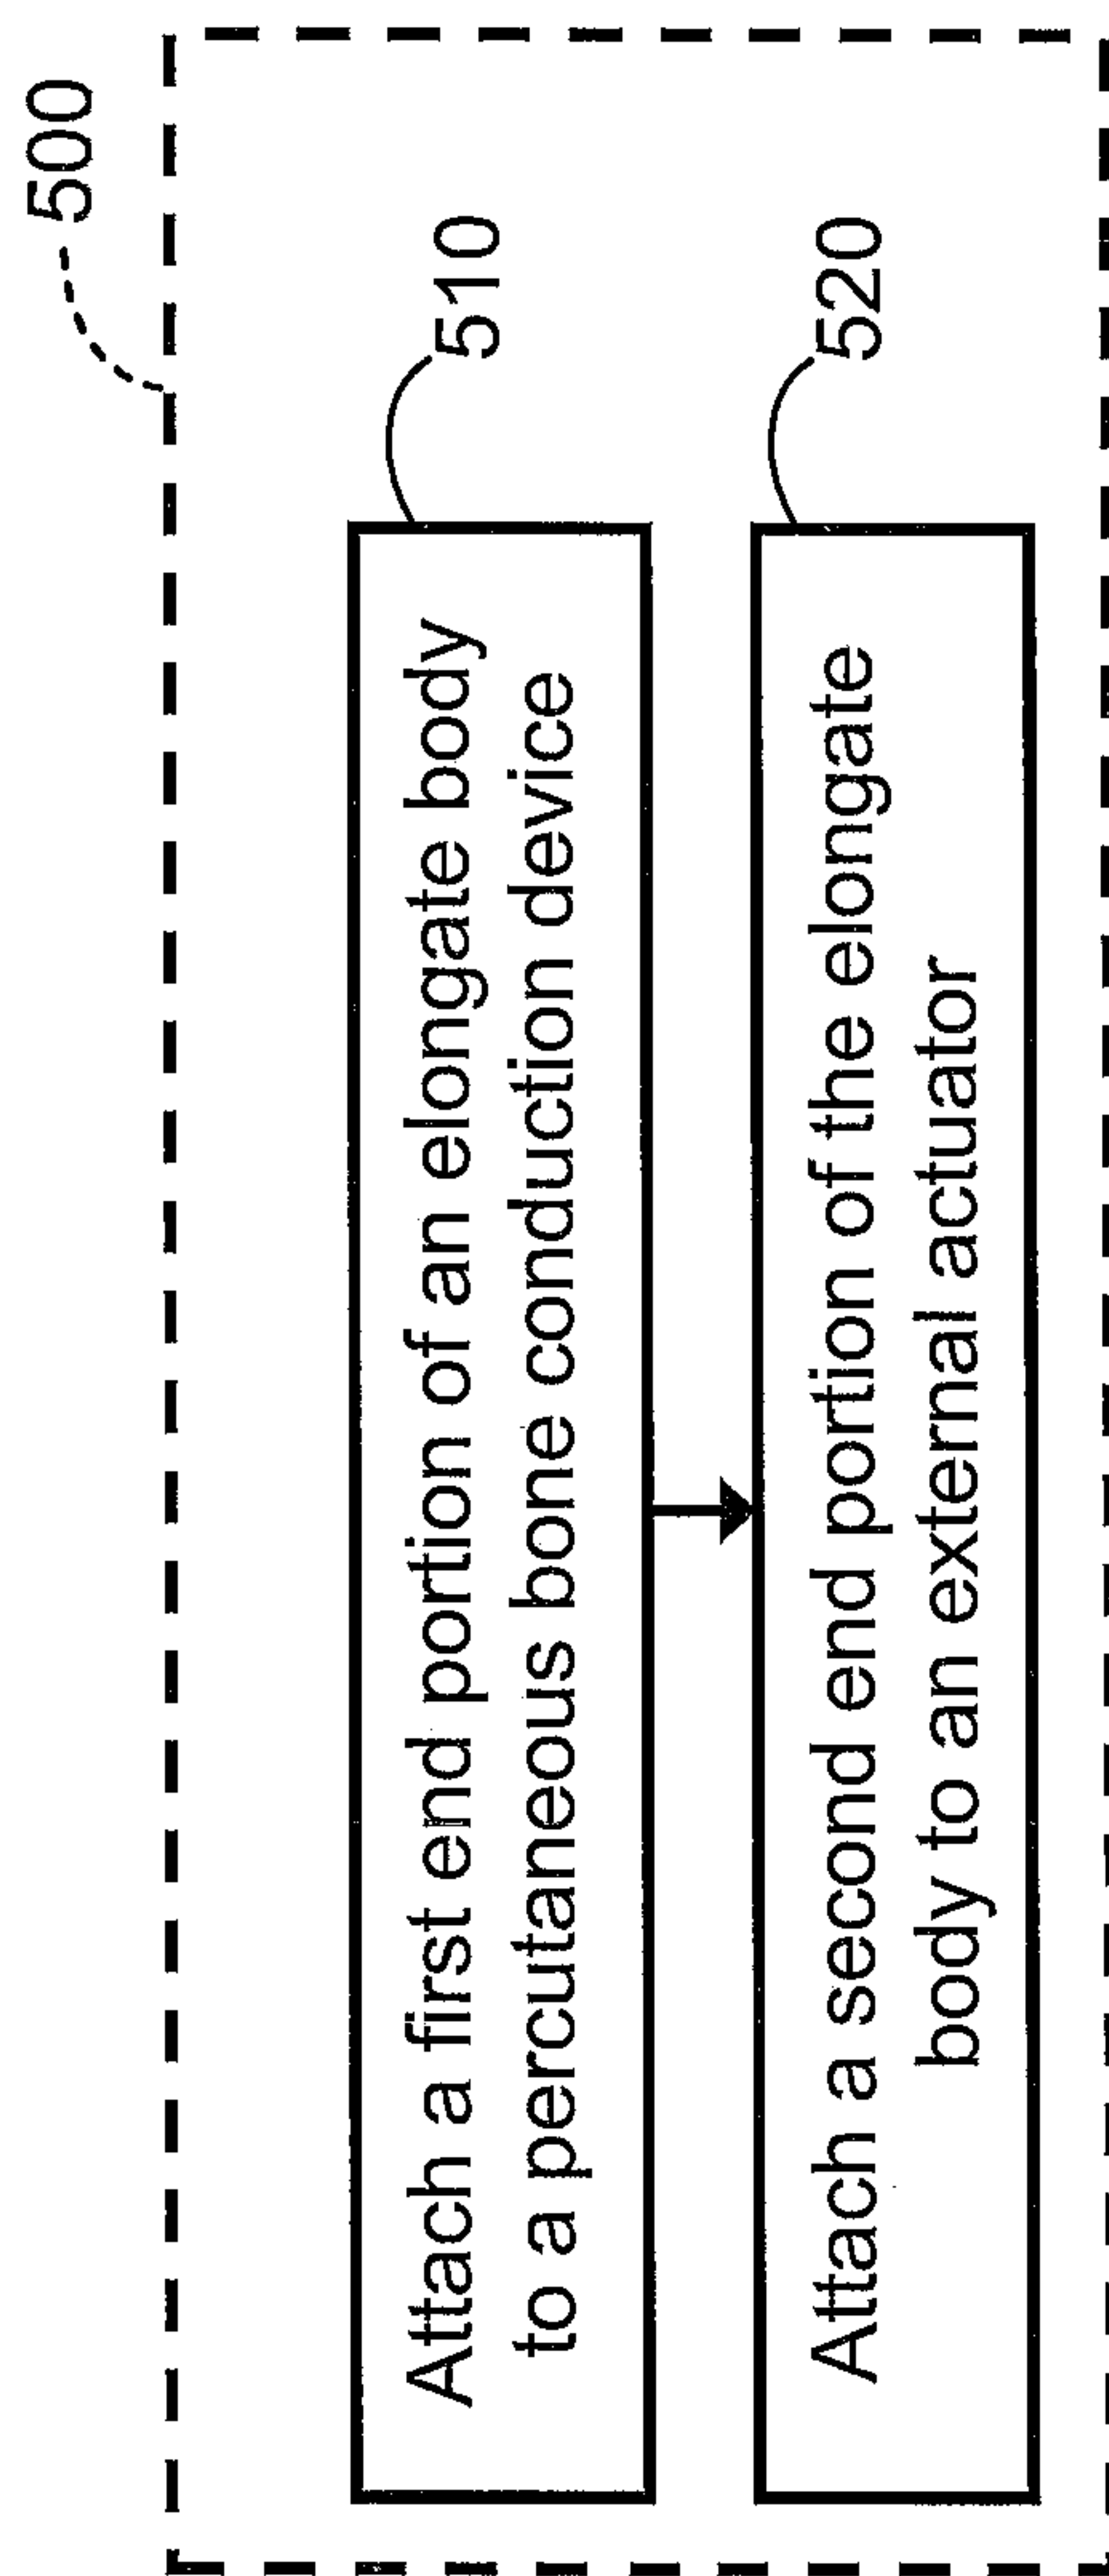 500
510
Attach a first end portion of an elongate body
to a percutaneous bone conduction device
520
Attach a second end portion of the elongate
body to an external actuator